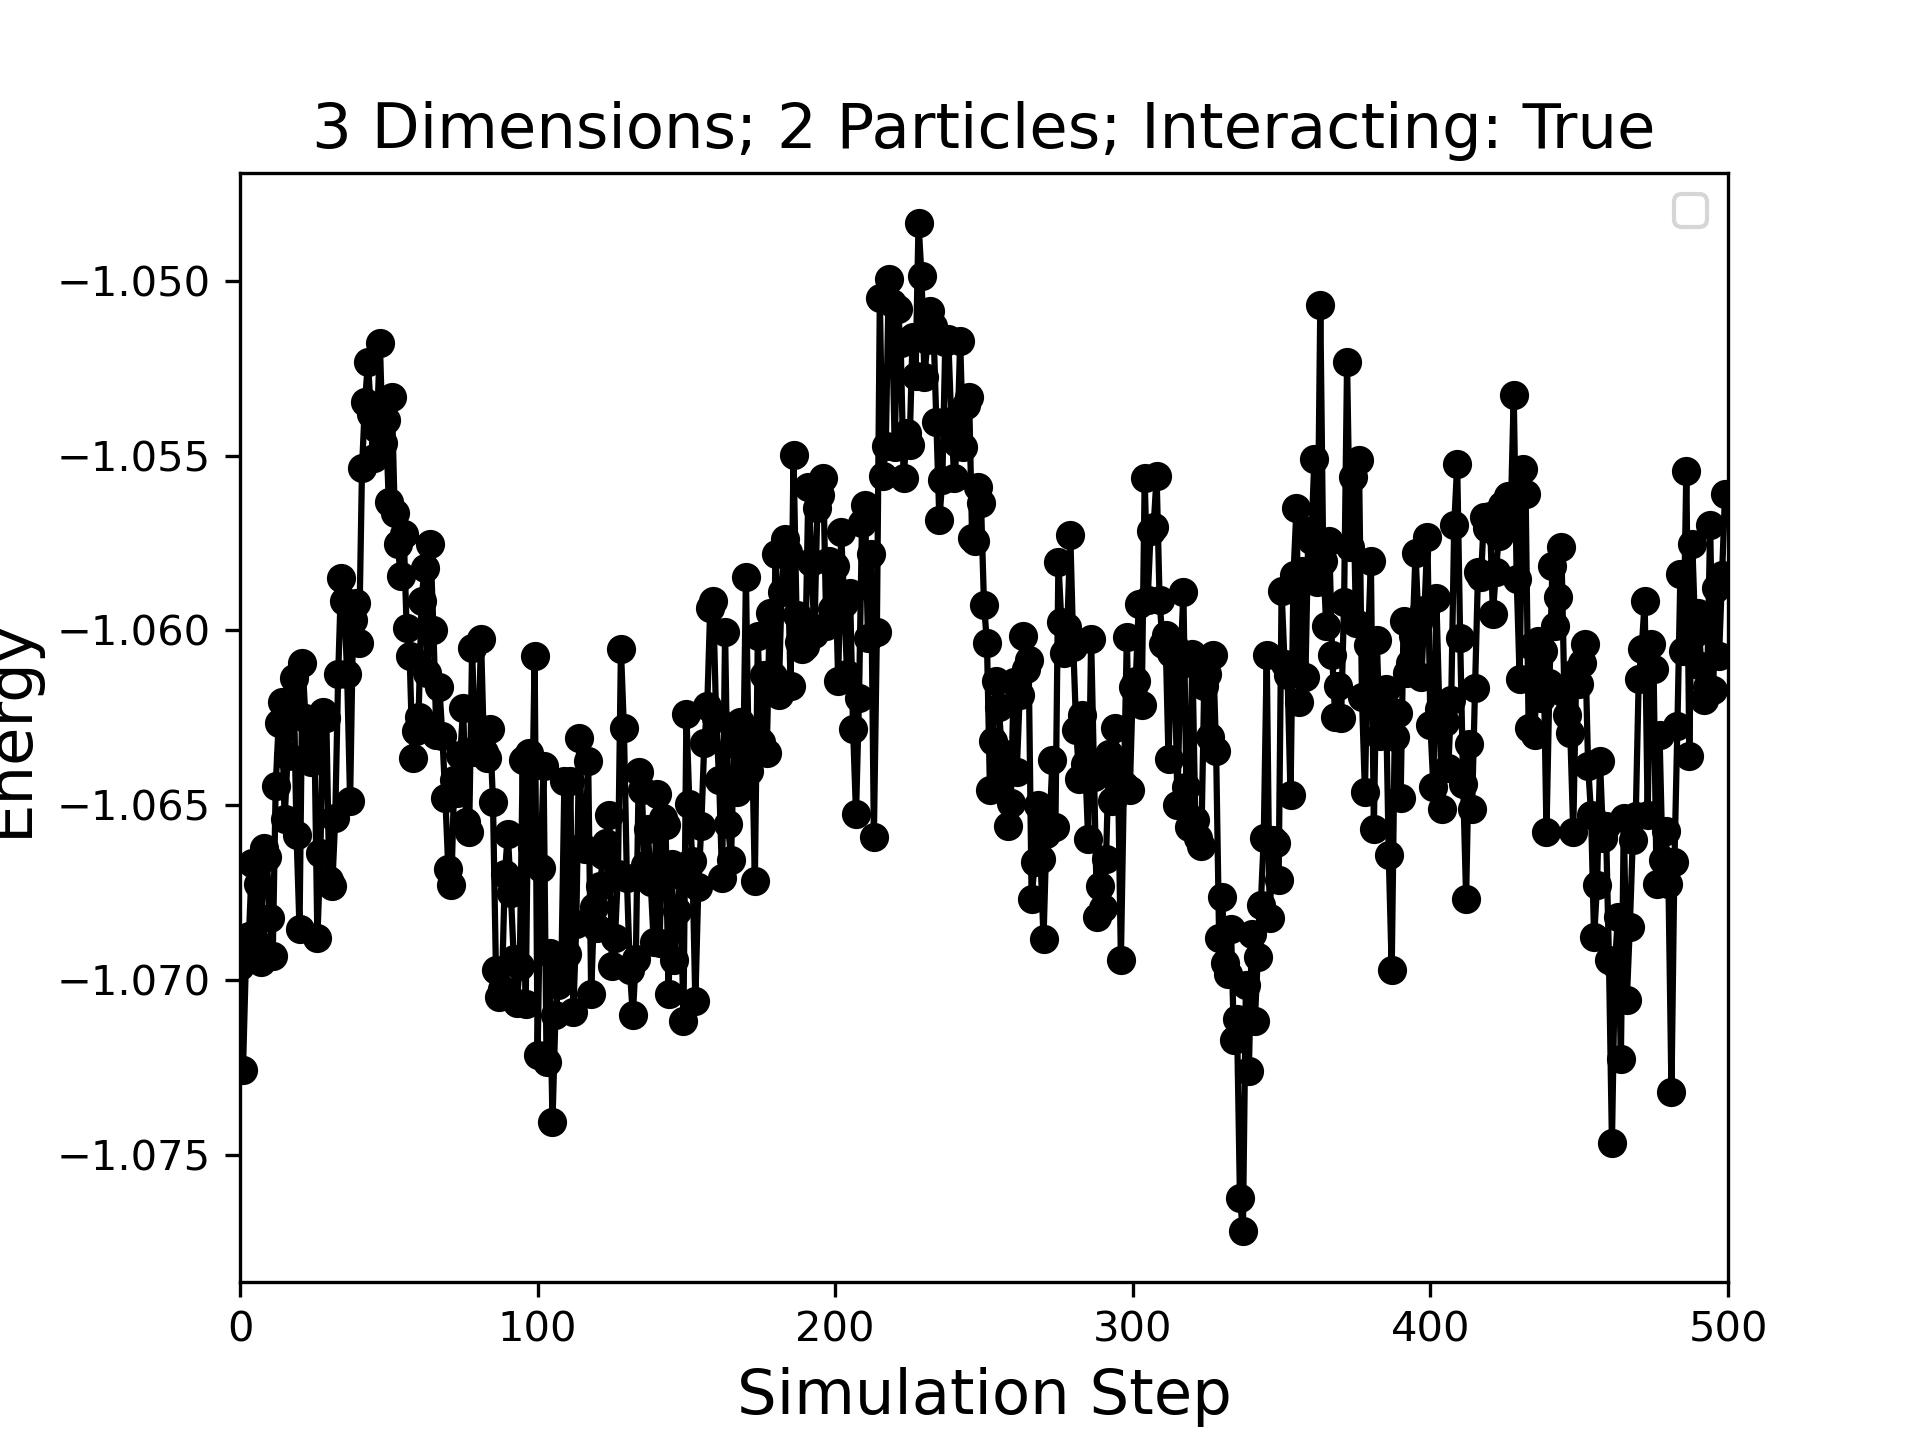 3 Dimensions; 2 Particles; Interacting: True
−1.050
−1.055
−1.060
−1.065
−1.070
−1.075
Energy
0 100 200 300 400 500
Simulation Step